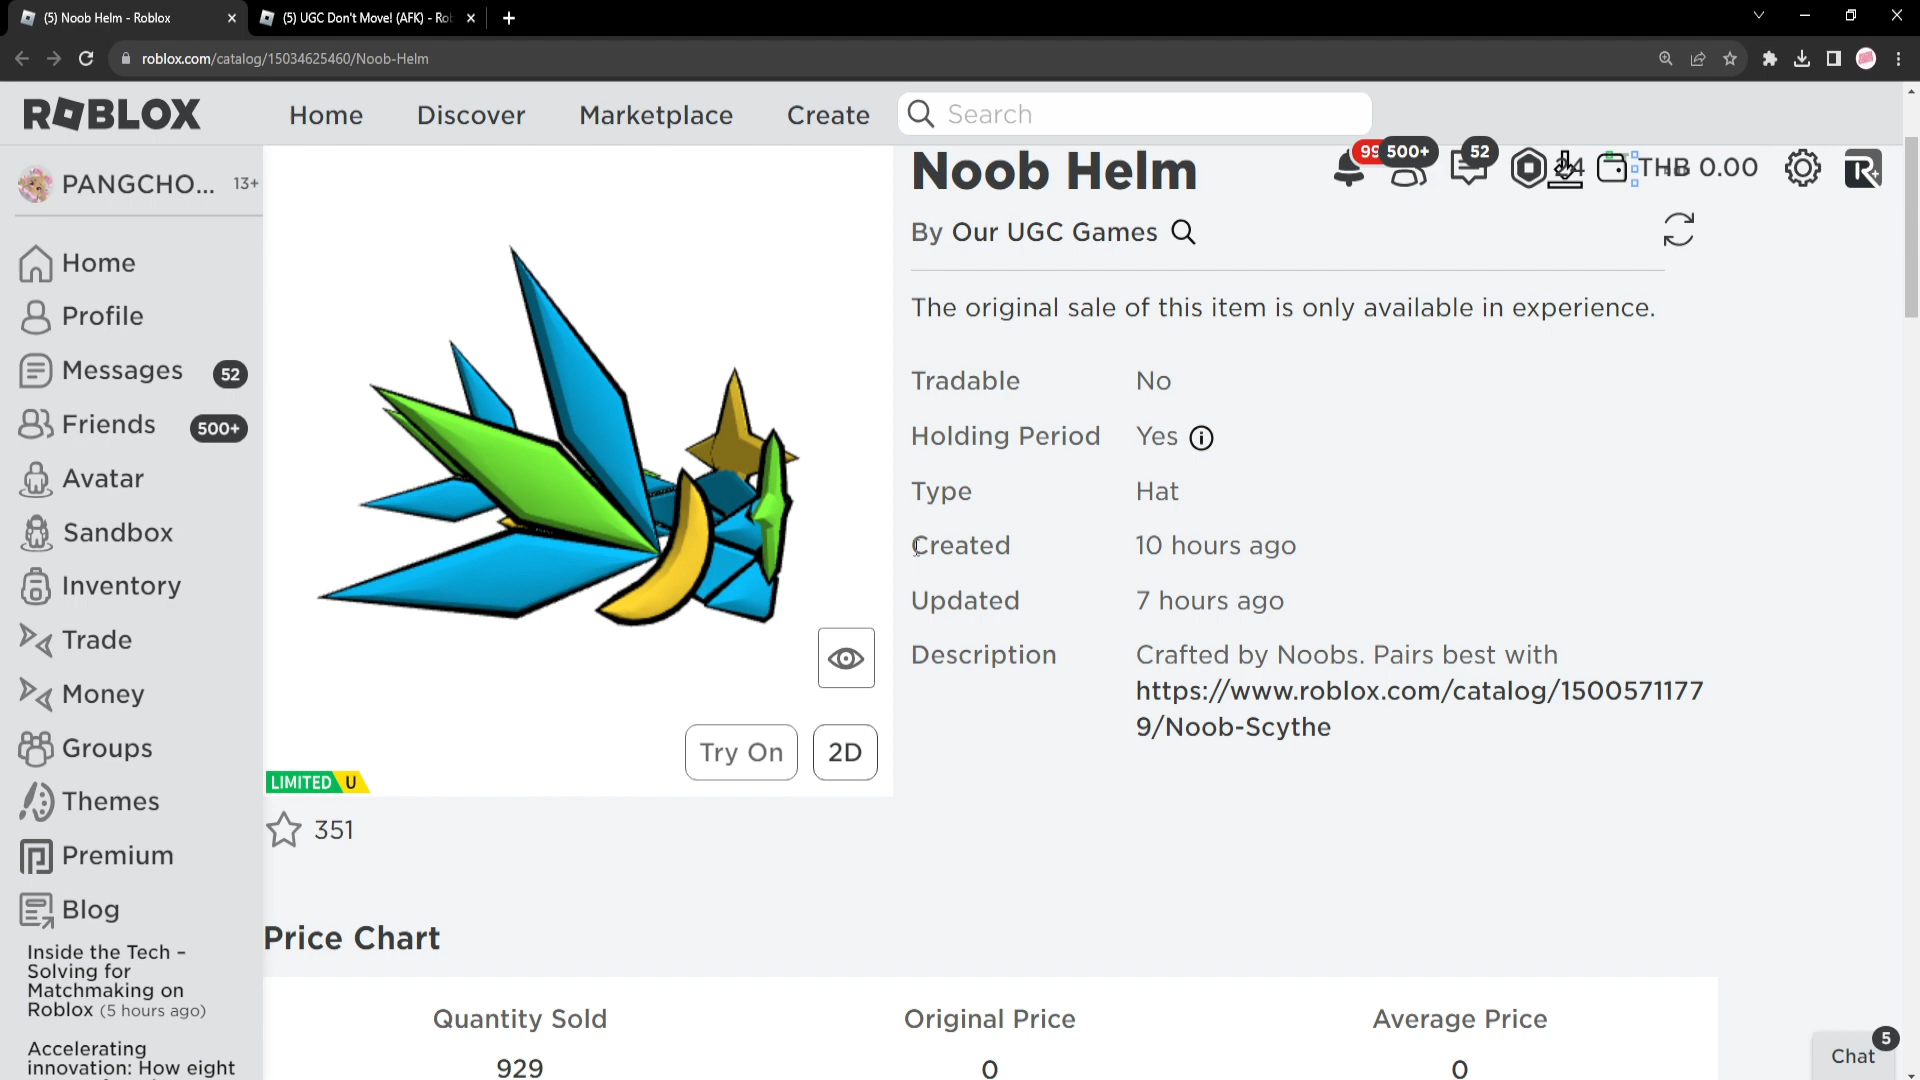 (5) Noob Helm - Roblox
(5) UGC Don't Move! (AFK) - Rob
roblox.com/catalog/15034625460/Noob-Helm
ROBLOX
Home
Discover
Marketplace
Create
Search
PANGCHO...
13+
Home
Profile
Messages
52
Friends
500+
Avatar
Sandbox
Inventory
Trade
Money
Groups
Themes
Premium
Blog
Inside the Tech –
Solving for
Matchmaking on
Roblox (5 hours ago)
Accelerating
innovation: How eight
Try On
2D
LIMITED U
351
Noob Helm
99
500+
52
THB 0.00
By Our UGC Games
The original sale of this item is only available in experience.
Tradable No
Holding Period Yes
Type Hat
Created 10 hours ago
Updated 7 hours ago
Description Crafted by Noobs. Pairs best with
https://www.roblox.com/catalog/1500571177
9/Noob-Scythe
Price Chart
Quantity Sold
929
Original Price
0
Average Price
0
Chat
5